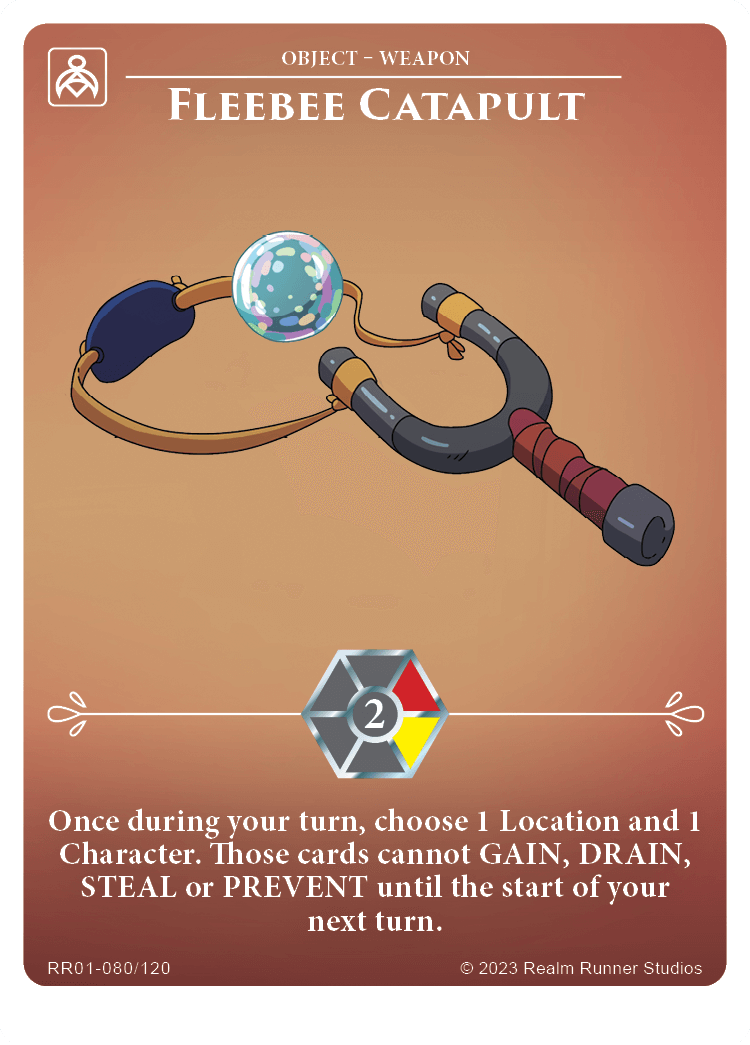 OBJECT – WEAPON
Fleebee Catapult
2
Once during your turn, choose 1 Location and 1
Character. Those cards cannot GAIN, DRAIN,
STEAL or PREVENT until the start of your
next turn.
RR01-080/120
© 2023 Realm Runner Studios